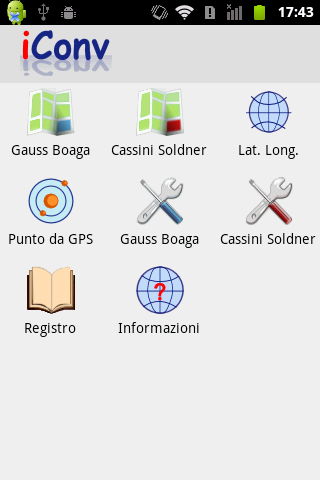 17:43
iConv
Gauss Boaga
Cassini Soldner
Lat. Long.
Punto da GPS
Gauss Boaga
Cassini Soldner
Registro
?
Informazioni